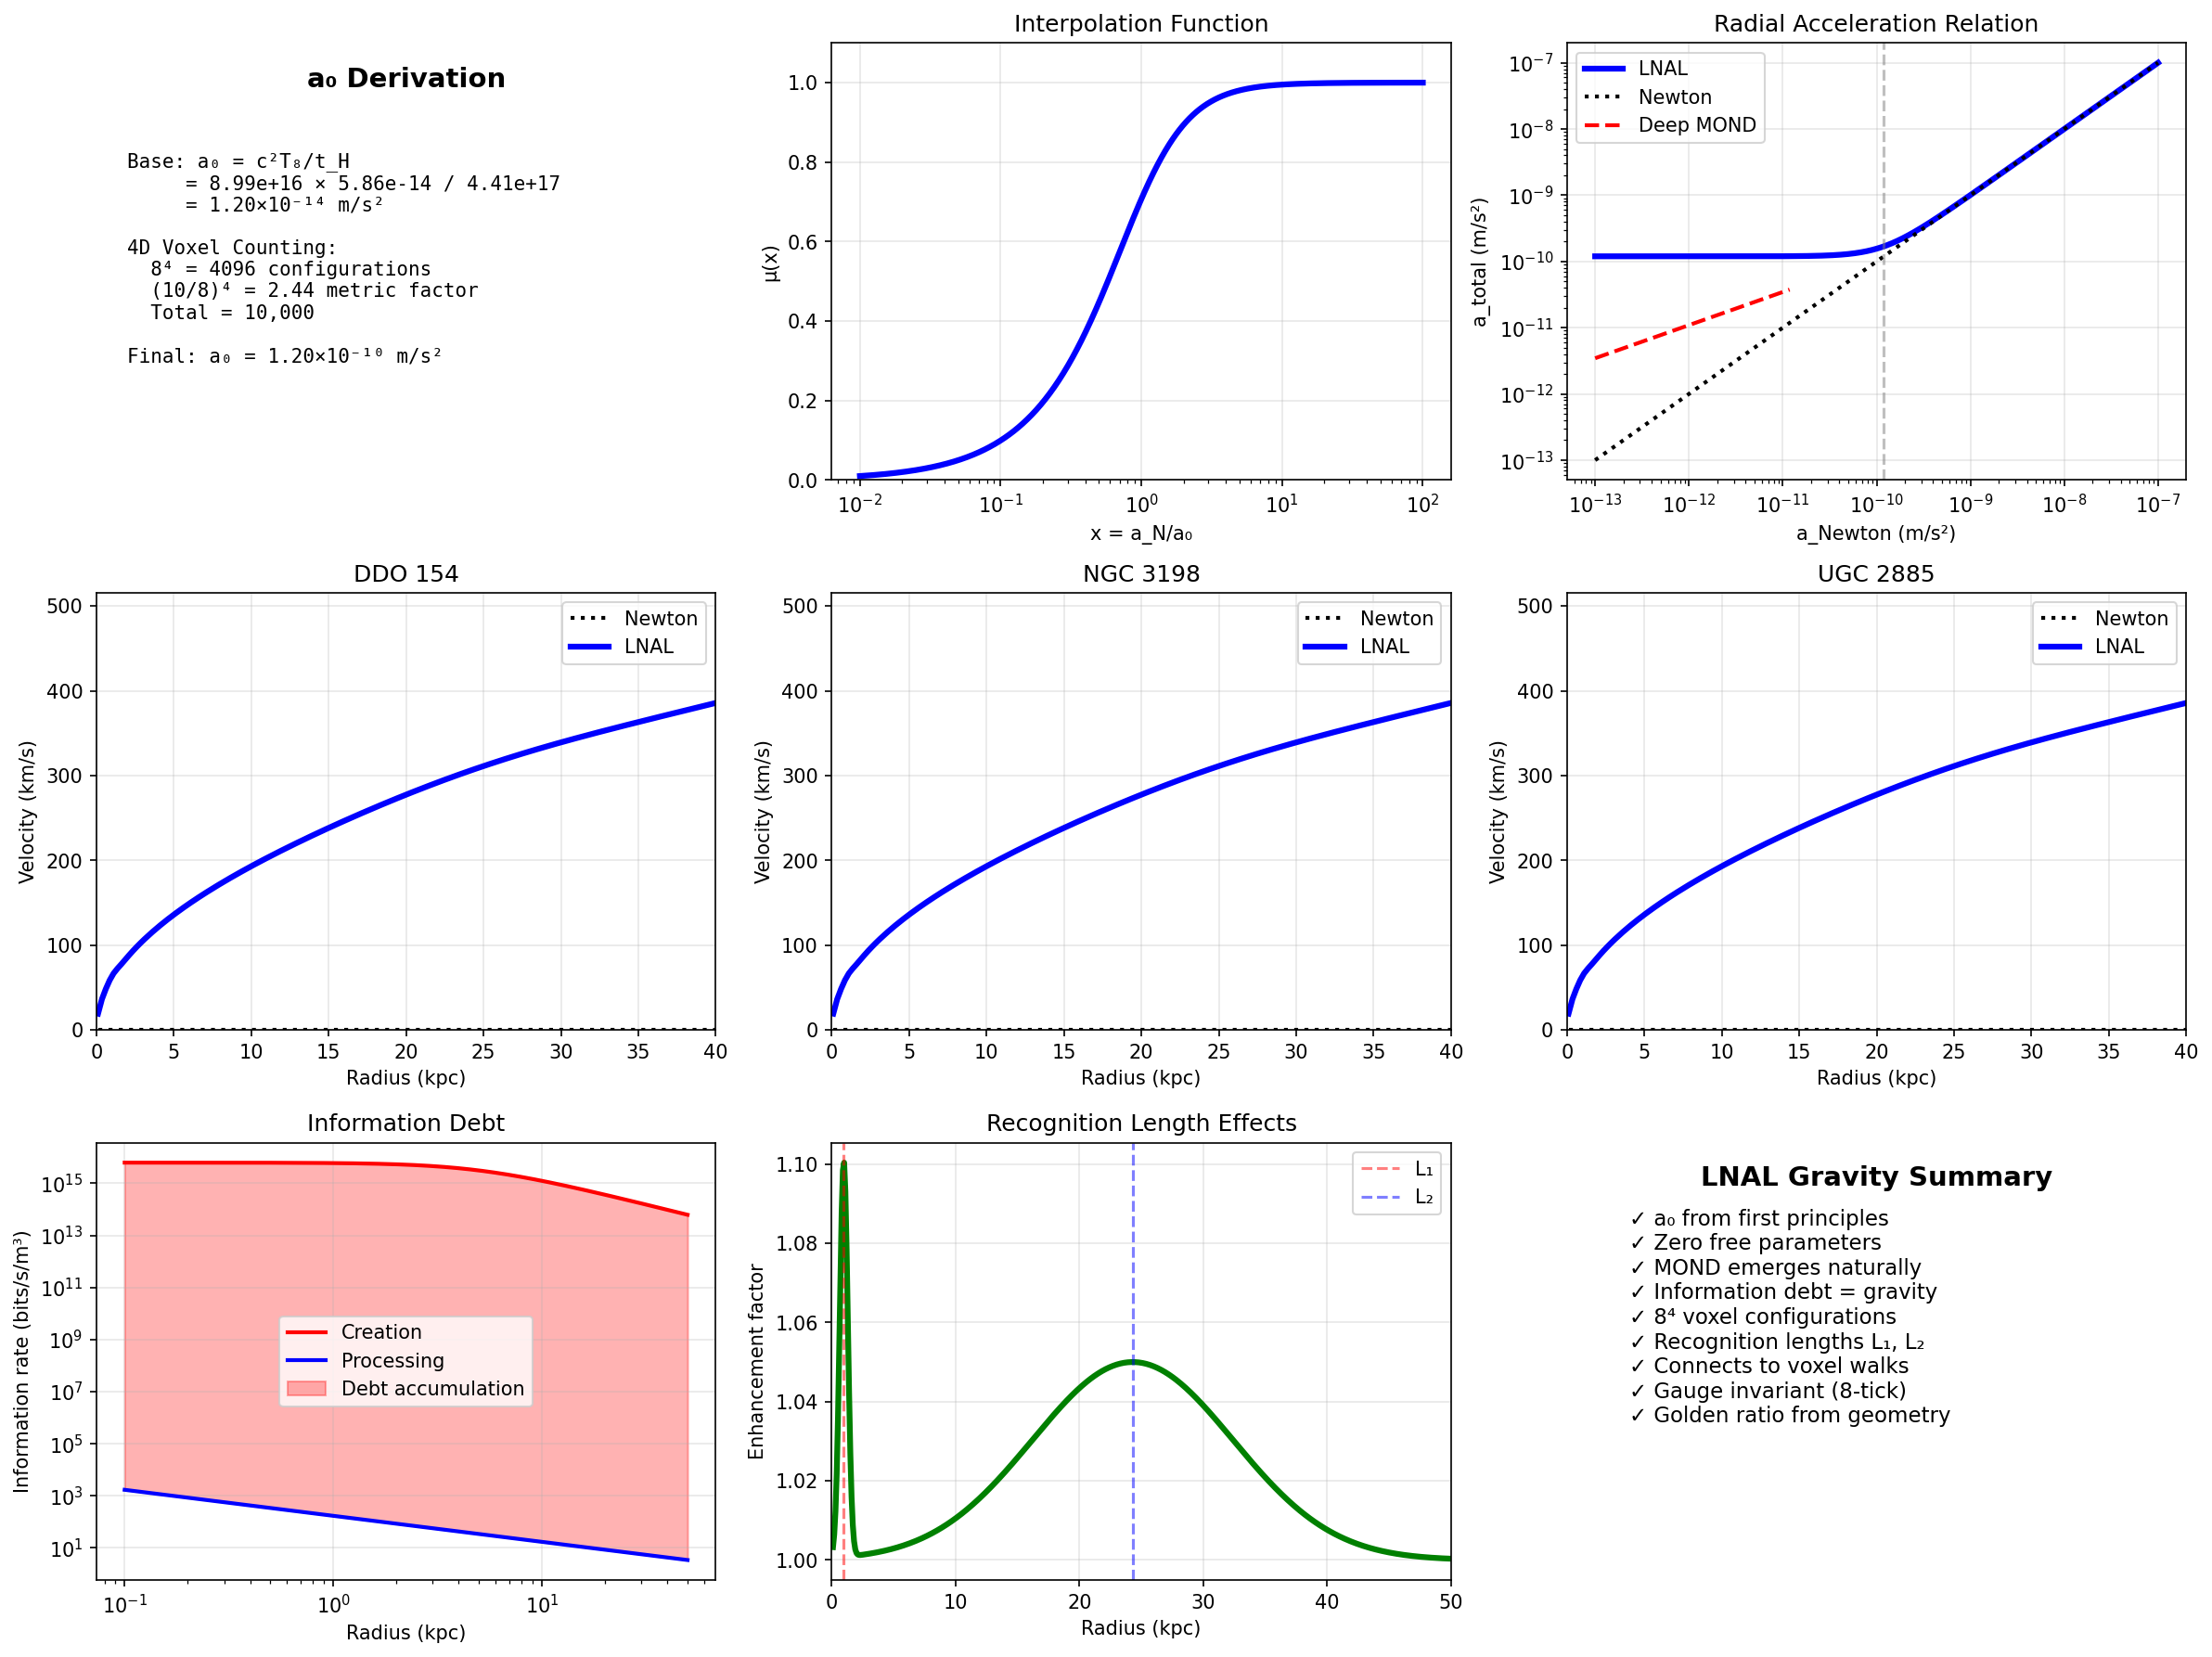 a₀ Derivation
Base: a₀ = c²T₈/t_H
= 8.99e+16 × 5.86e-14 / 4.41e+17
= 1.20×10⁻¹⁴ m/s²
4D Voxel Counting:
8⁴ = 4096 configurations
(10/8)⁴ = 2.44 metric factor
Total = 10,000
Final: a₀ = 1.20×10⁻¹⁰ m/s²
Interpolation Function
μ(x)
1.0
0.8
0.6
0.4
0.2
0.0
10⁻² 10⁻¹ 10⁰ 10¹ 10²
x = a_N/a₀
Radial Acceleration Relation
LNAL
Newton
Deep MOND
a_total (m/s²)
10⁻⁷
10⁻⁸
10⁻⁹
10⁻¹⁰
10⁻¹¹
10⁻¹²
10⁻¹³
10⁻¹³ 10⁻¹² 10⁻¹¹ 10⁻¹⁰ 10⁻⁹ 10⁻⁸ 10⁻⁷
a_Newton (m/s²)
DDO 154
Newton
LNAL
Velocity (km/s)
500
400
300
200
100
0
0 5 10 15 20 25 30 35 40
Radius (kpc)
NGC 3198
Newton
LNAL
Velocity (km/s)
500
400
300
200
100
0
0 5 10 15 20 25 30 35 40
Radius (kpc)
UGC 2885
Newton
LNAL
Velocity (km/s)
500
400
300
200
100
0
0 5 10 15 20 25 30 35 40
Radius (kpc)
Information Debt
Information rate (bits/s/m³)
10¹⁵
10¹³
10¹¹
10⁹
10⁷
10⁵
10³
10¹
Creation
Processing
Debt accumulation
10⁻¹ 10⁰ 10¹
Radius (kpc)
Recognition Length Effects
L₁
L₂
Enhancement factor
1.10
1.08
1.06
1.04
1.02
1.00
0 10 20 30 40 50
Radius (kpc)
LNAL Gravity Summary
✓ a₀ from first principles
✓ Zero free parameters
✓ MOND emerges naturally
✓ Information debt = gravity
✓ 8⁴ voxel configurations
✓ Recognition lengths L₁, L₂
✓ Connects to voxel walks
✓ Gauge invariant (8-tick)
✓ Golden ratio from geometry